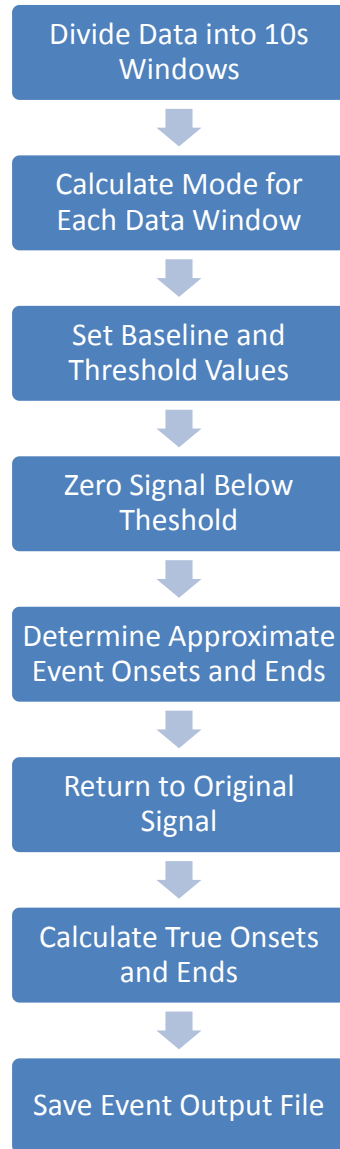 Divide Data into 10s
Windows
Calculate Mode for
Each Data Window
Set Baseline and
Threshold Values
Zero Signal Below
Theshold
Determine Approximate
Event Onsets and Ends
Return to Original
Signal
Calculate True Onsets
and Ends
Save Event Output File